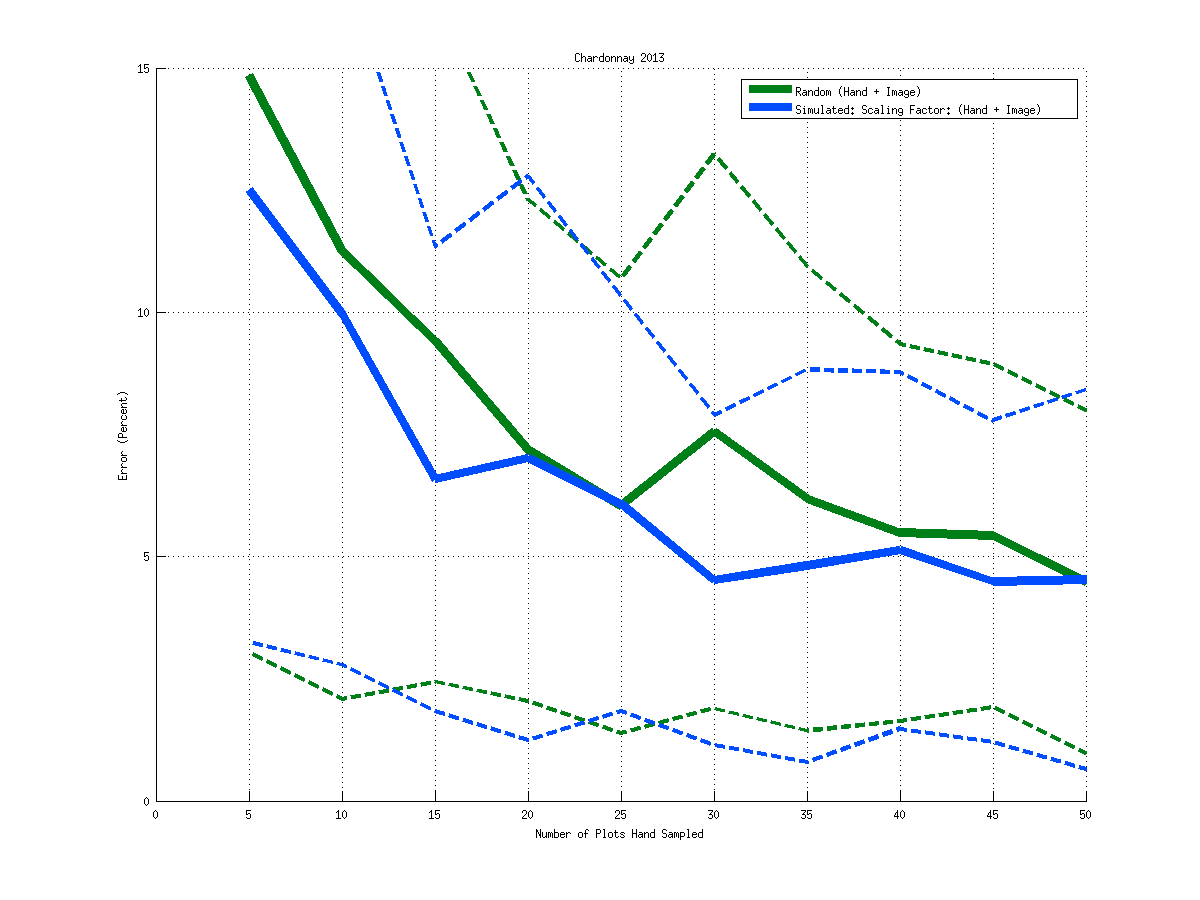 Chardonnay 2013
15
Random (Hand + Image)
Simulated: Scaling Factor: (Hand + Image)
10
Error (Percent)
5
0
0 5 10 15 20 25 30 35 40 45 50
Number of Plots Hand Sampled